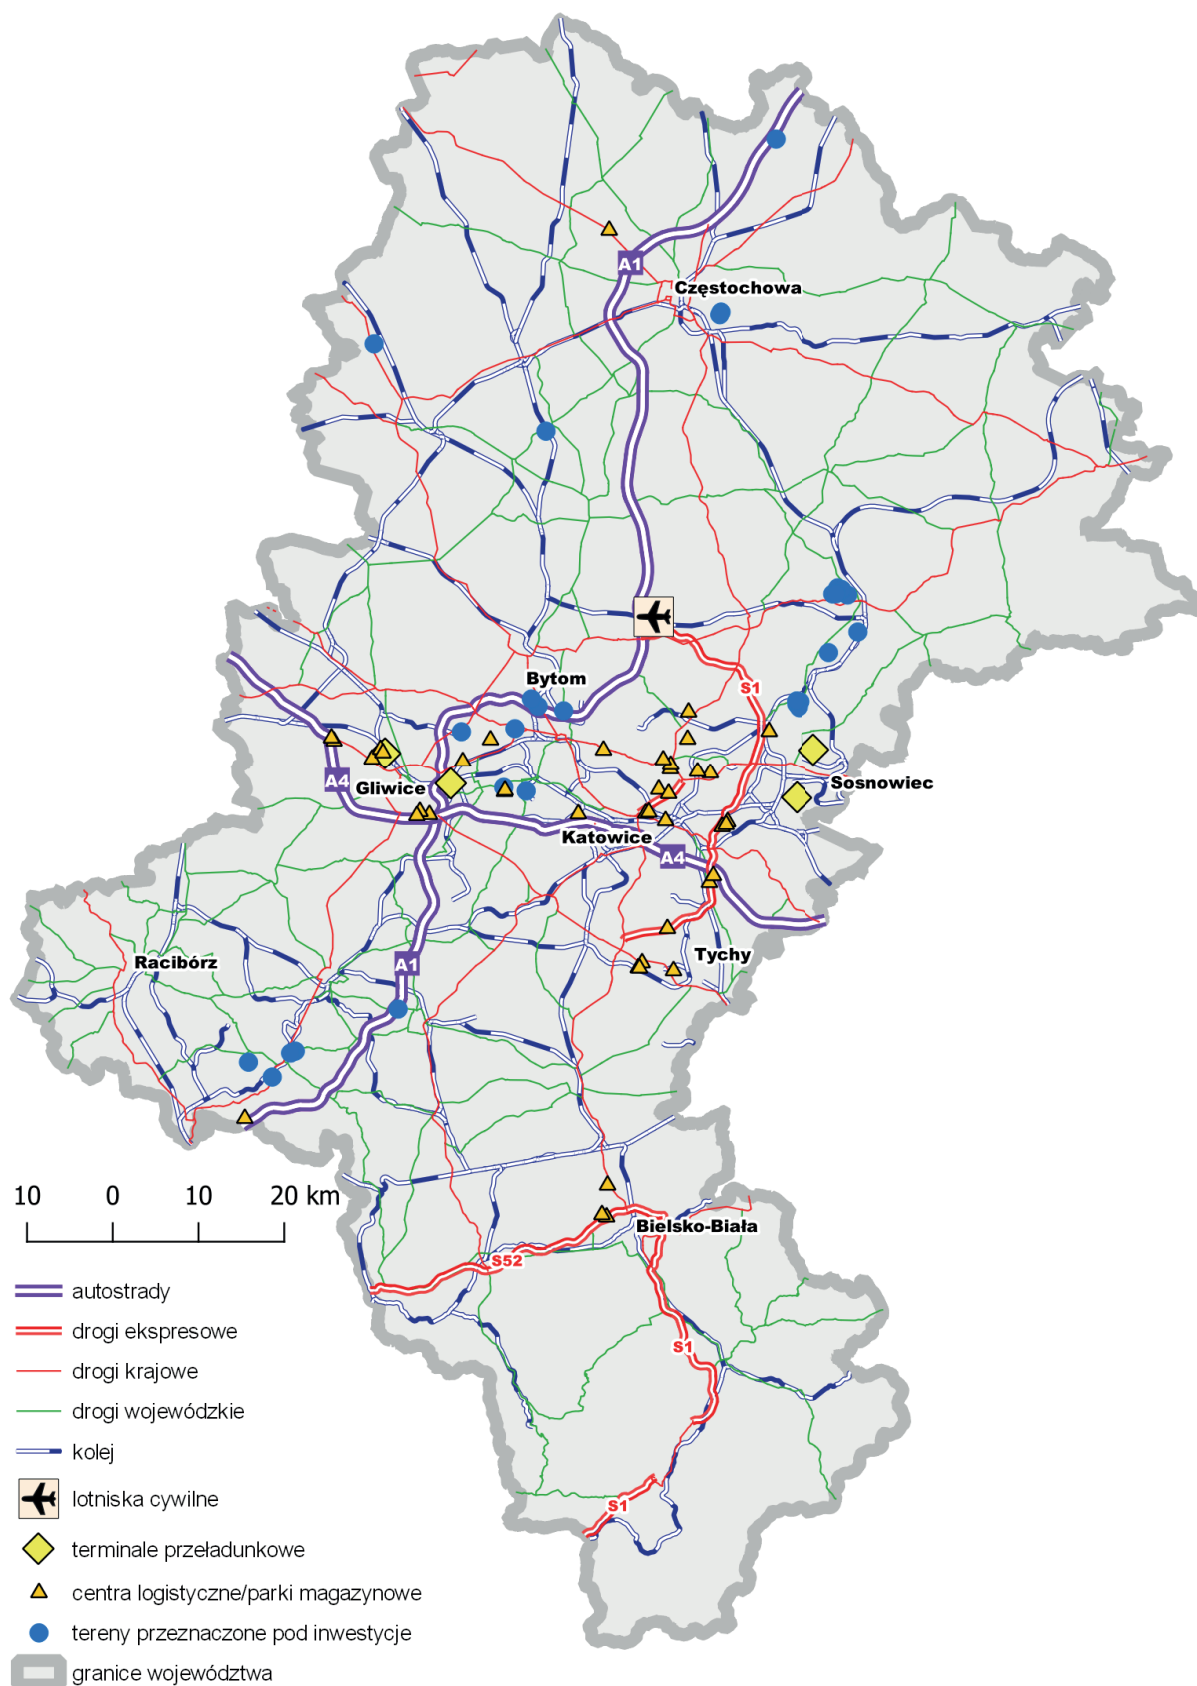 A1
Częstochowa
S1
Bytom
A4
Gliwice
Sosnowiec
Katowice
A4
Racibórz
A1
Tychy
Bielsko-Biała
S52
S1
S1
10 0 10 20 km
autostrady
drogi ekspresowe
drogi krajowe
drogi wojewódzkie
kolej
lotniska cywilne
terminale przeładunkowe
centra logistyczne/parki magazynowe
tereny przeznaczone pod inwestycje
granice województwa